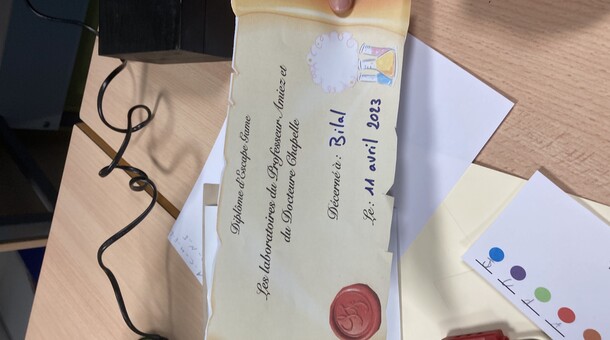 Diplôme d'Escape Game
Les laboratoires du Professeur Amiez et
du Docteure Chapelle
Décerné à : Bilal
Le : 11 avril 2023